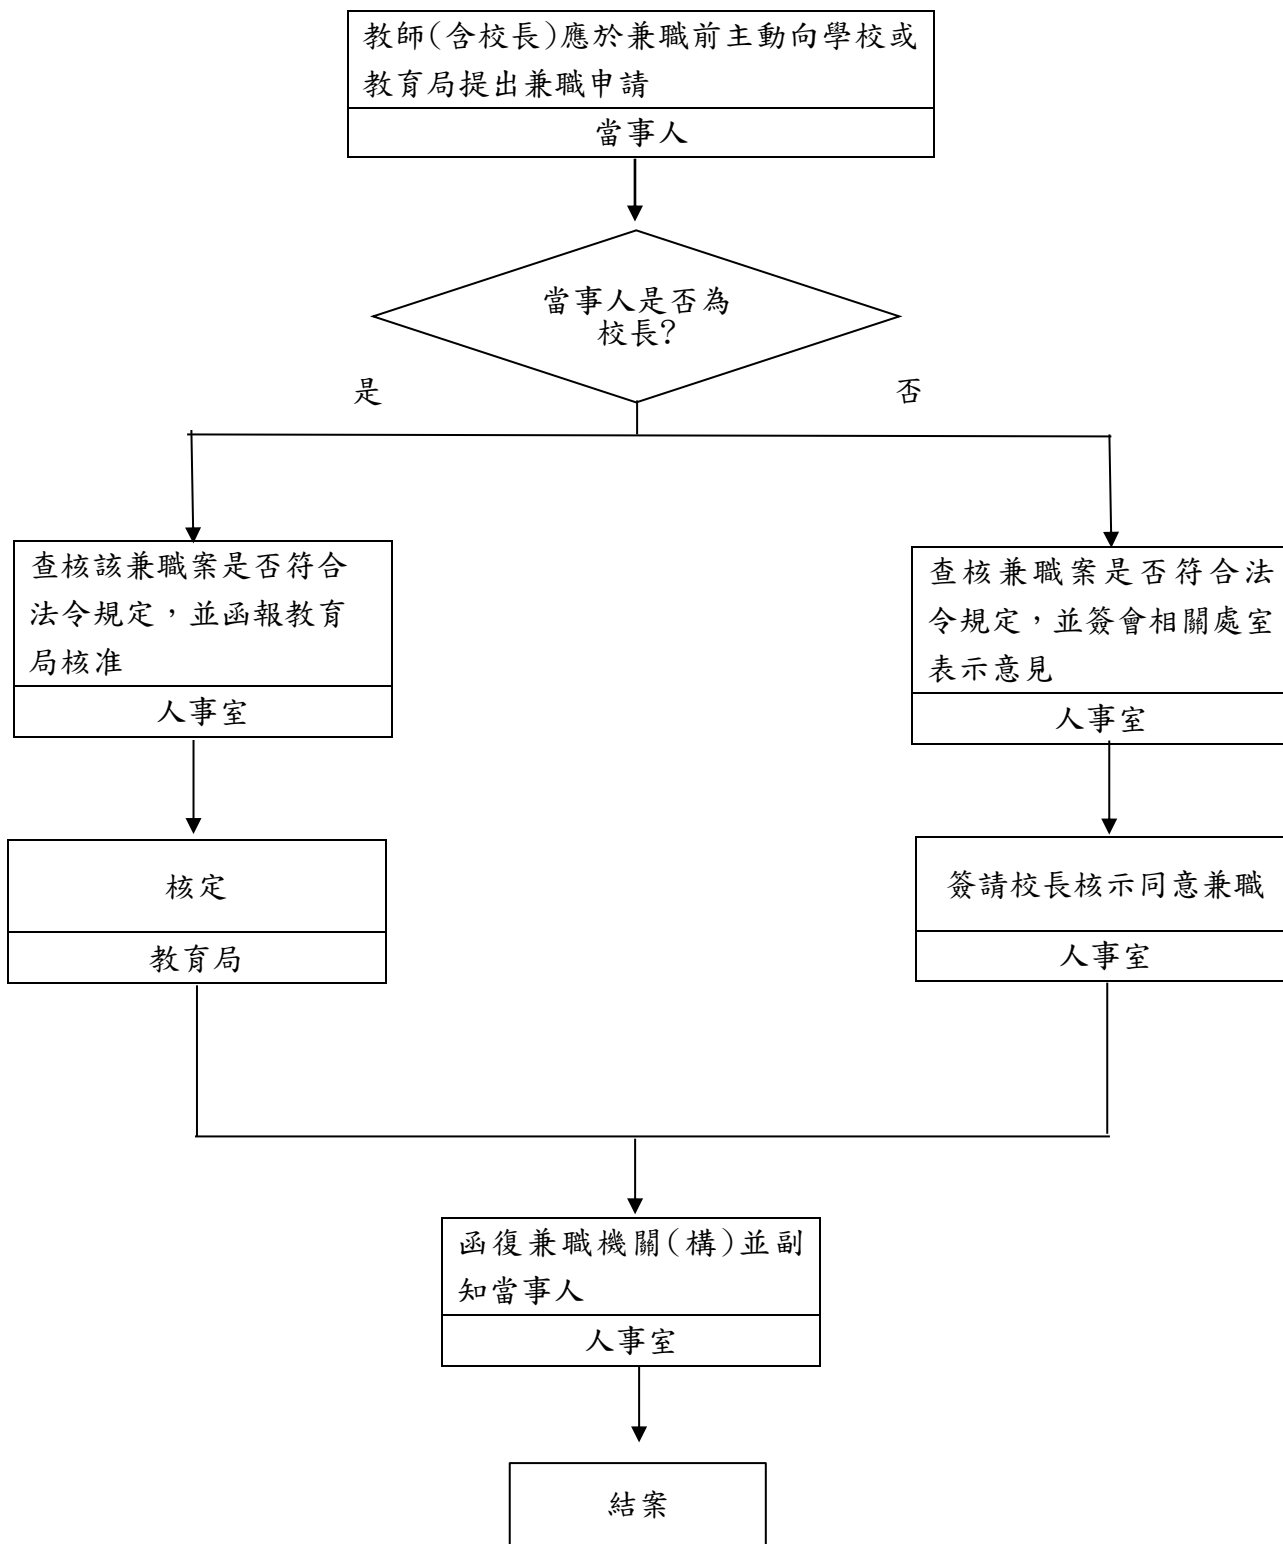 教師(含校長)應於兼職前主動向學校或
教育局提出兼職申請
當事人
當事人是否為
校長?
是
否
查核該兼職案是否符合
法令規定，並函報教育
局核准
人事室
查核兼職案是否符合法
令規定，並簽會相關處室
表示意見
人事室
核定
教育局
簽請校長核示同意兼職
人事室
函復兼職機關(構)並副
知當事人
人事室
結案